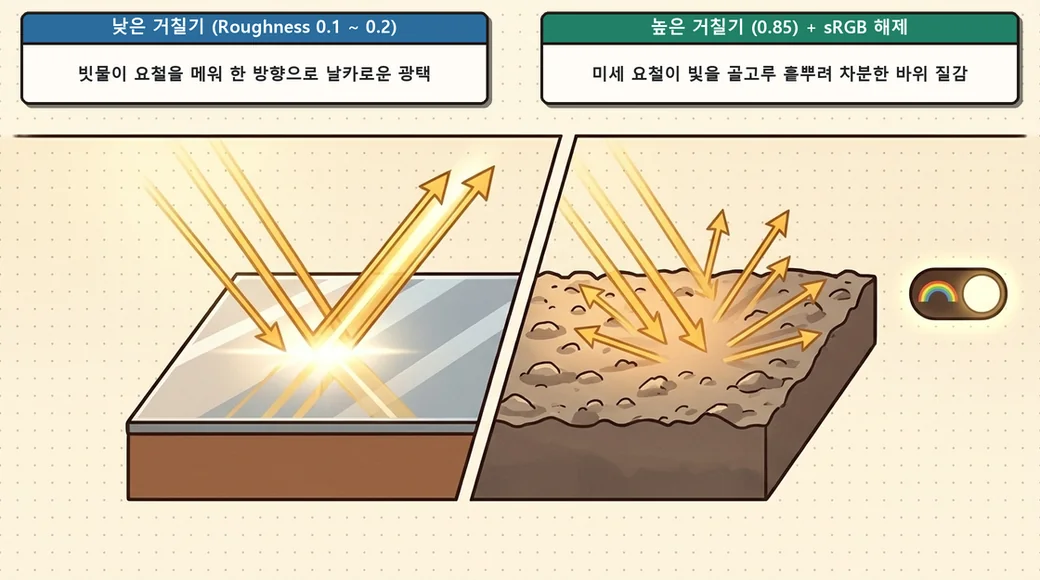 낮은 거칠기 (Roughness 0.1 ~ 0.2)
빗물이 요철을 메워 한 방향으로 날카로운 광택
높은 거칠기 (0.85) + sRGB 해제
미세 요철이 빛을 골고루 흩뿌려 차분한 바위 질감